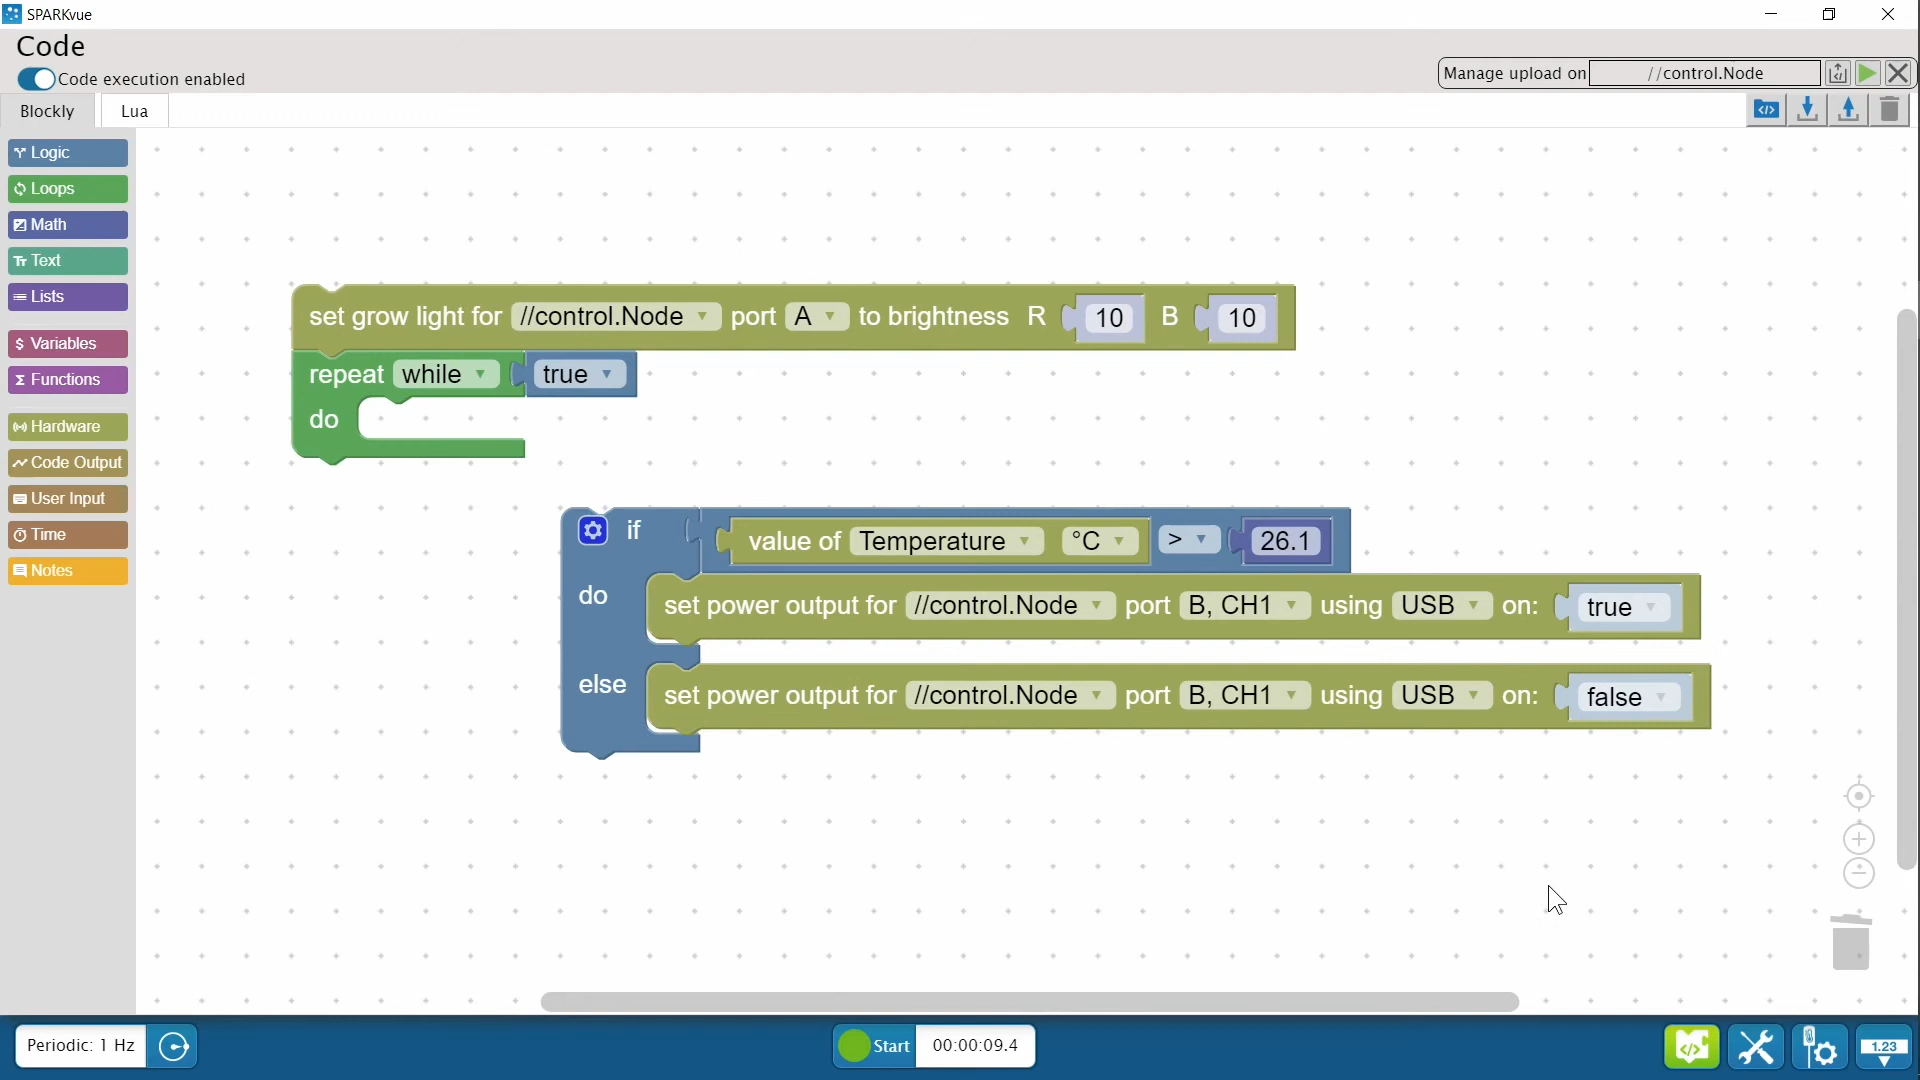 SPARKvue
Code
Code execution enabled
Manage upload on //control.Node
Blockly Lua
Logic
Loops
Math
Text
Lists
Variables
Functions
Hardware
Code Output
User Input
Time
Notes
set grow light for //control.Node port A to brightness R 10 B 10
repeat while true
do
if value of Temperature °C > 26.1
do set power output for //control.Node port B, CH1 using USB on: true
else set power output for //control.Node port B, CH1 using USB on: false
Periodic: 1 Hz
Start 00:00:09.4
1.23